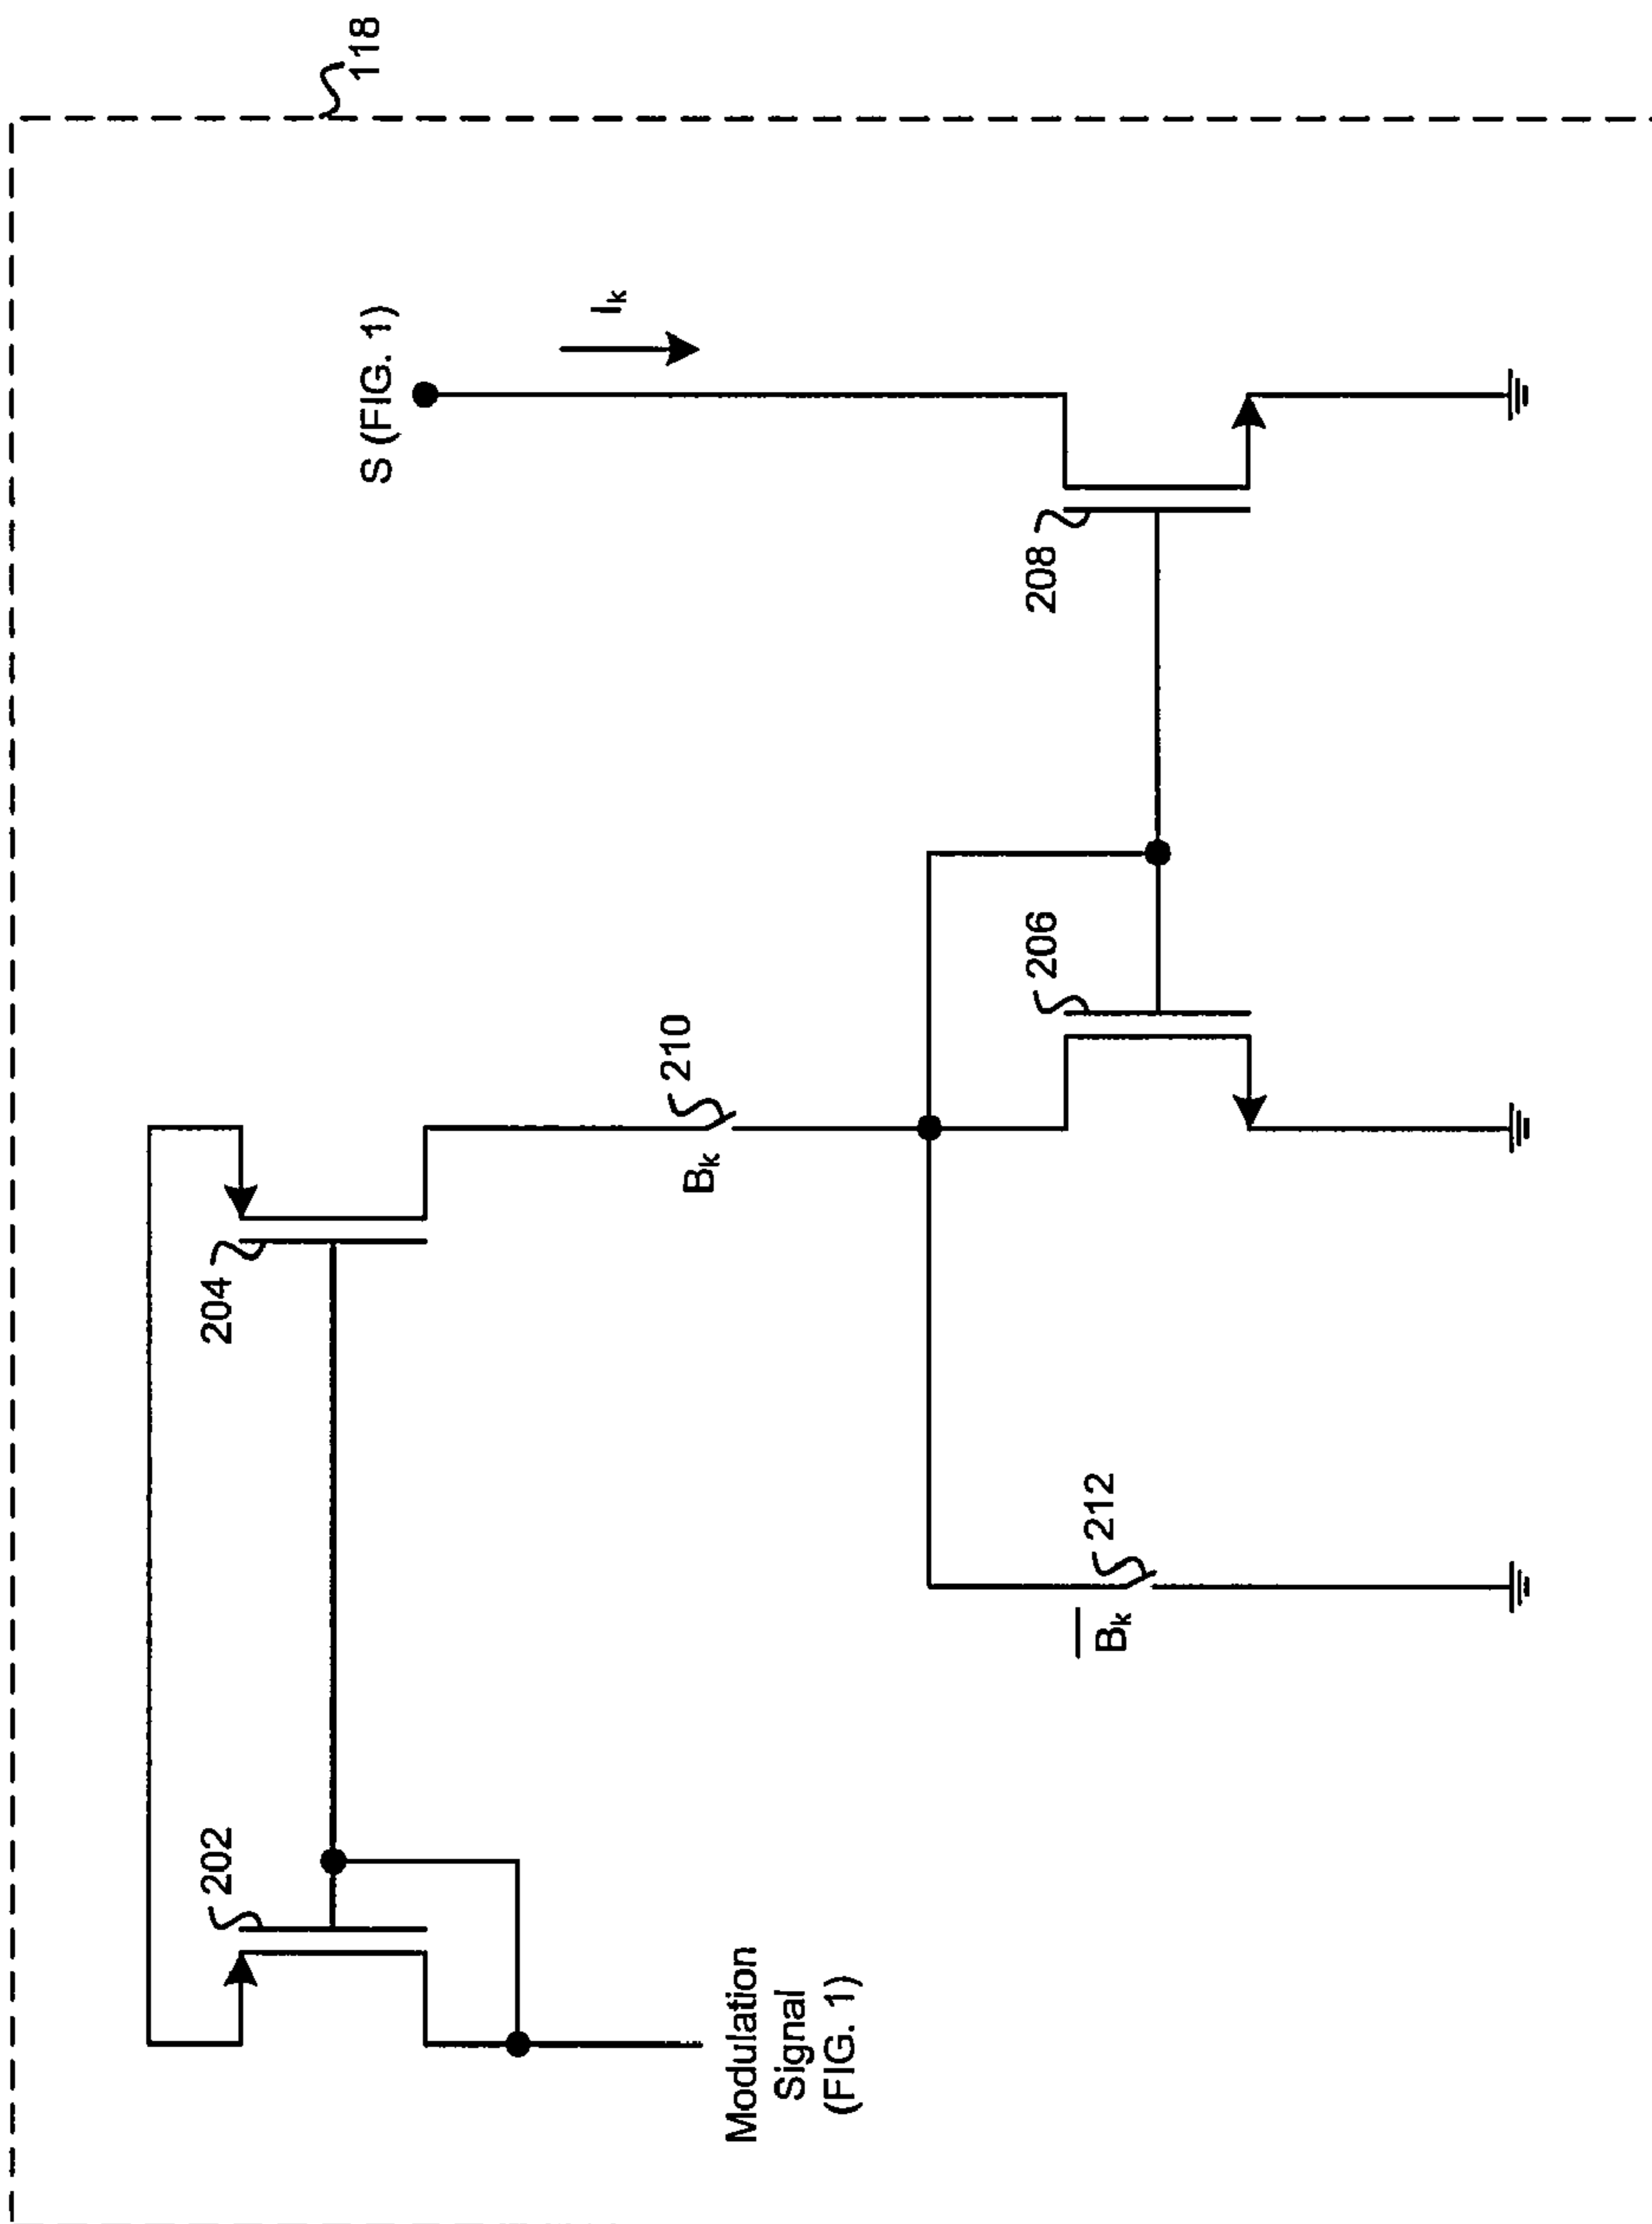 118
S (FIG. 1)
Iₖ
204
210
Bₖ
208
206
202
212
B̅ₖ
Modulation
Signal
(FIG. 1)